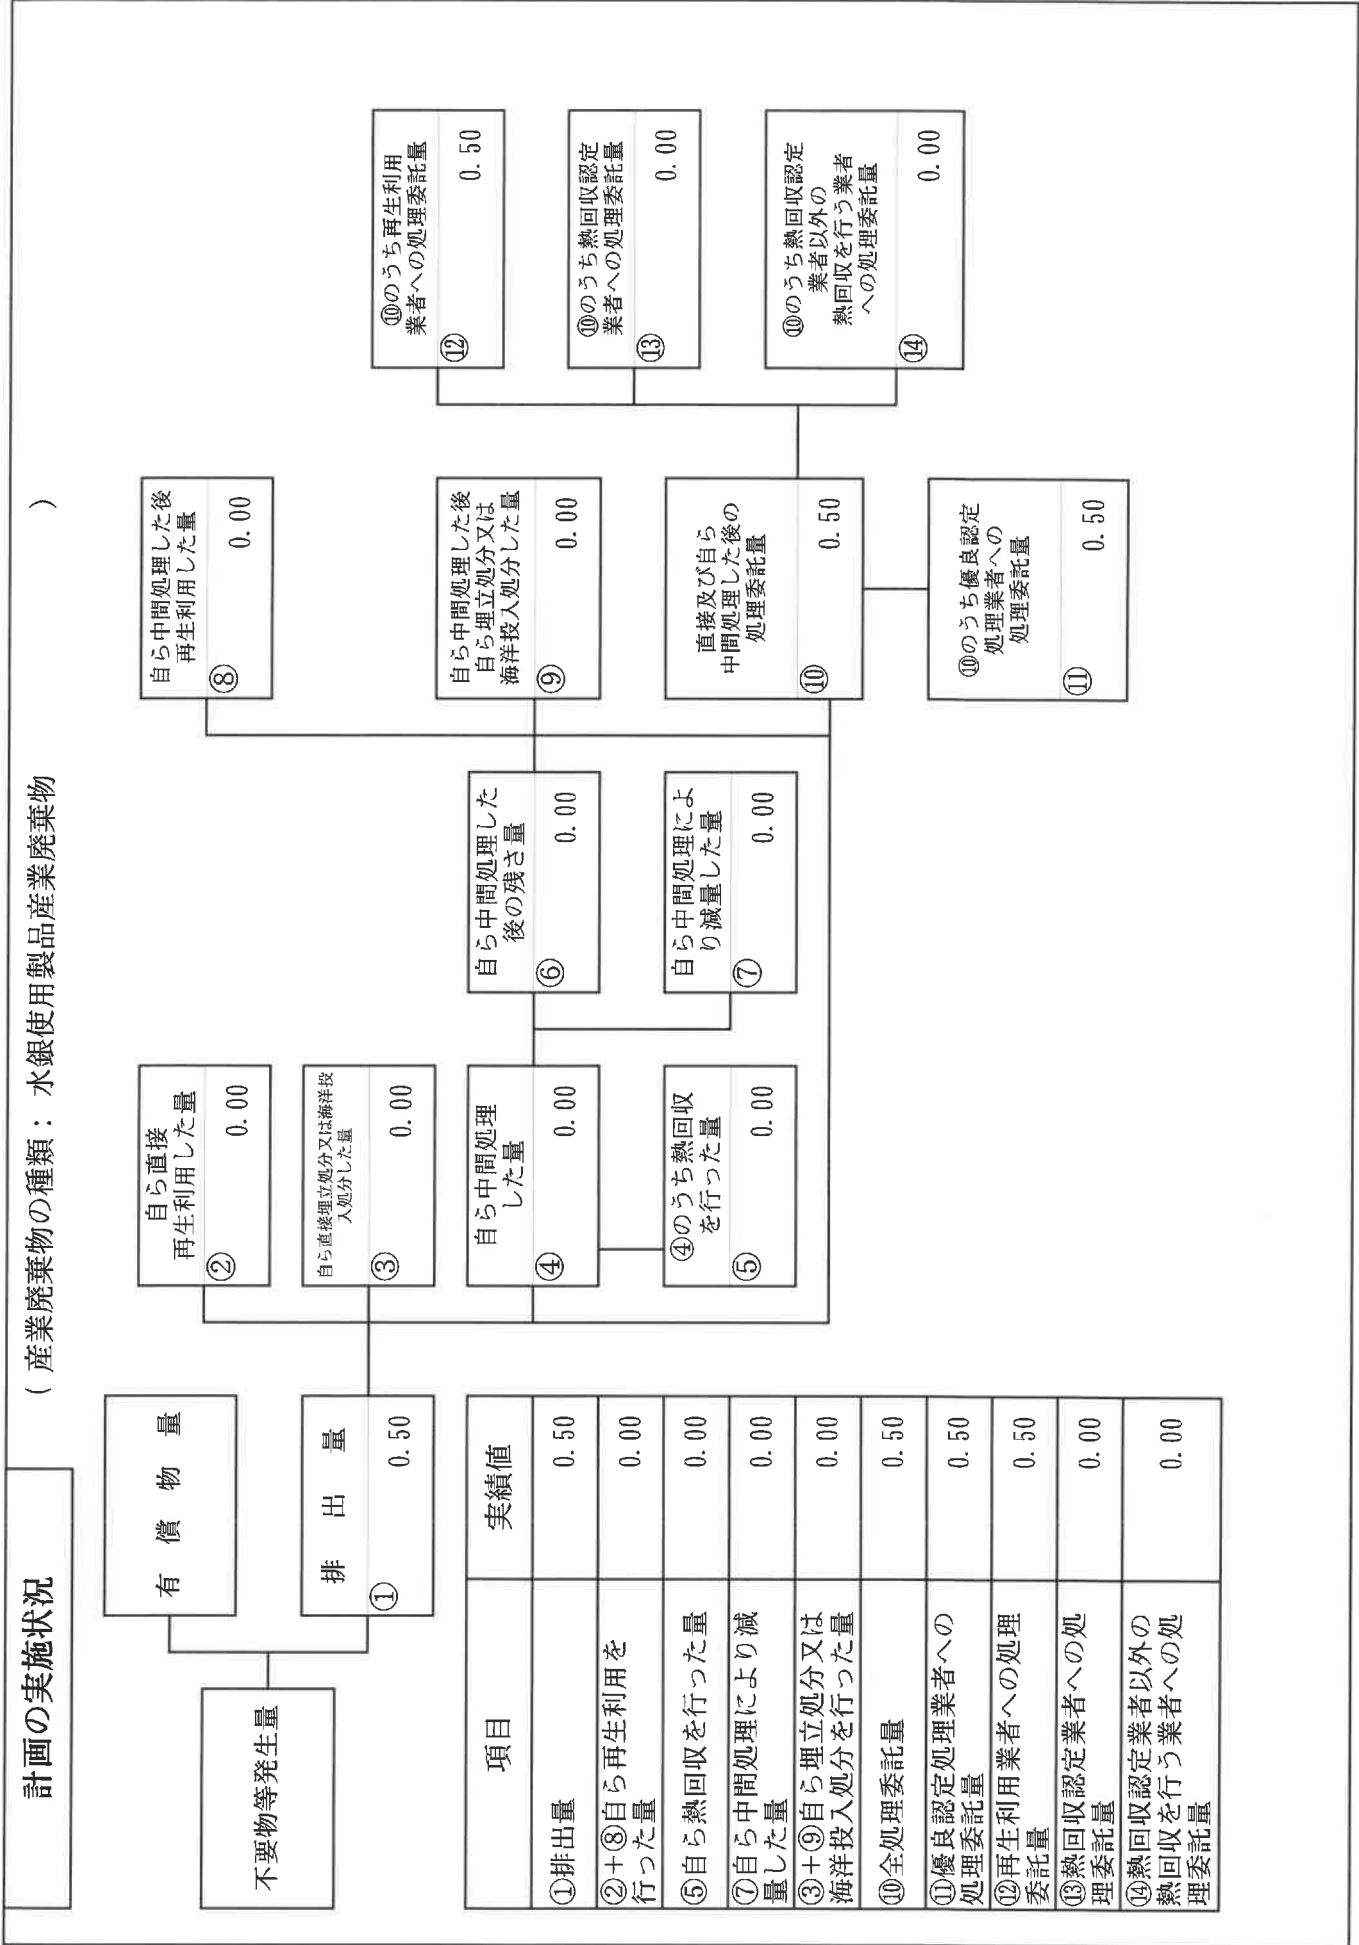 計画の実施状況
（ 産業廃棄物の種類： 水銀使用製品産業廃棄物 ）
不要物等発生量
有 償 物 量
排 出 量
① 0.50
自ら直接
再生利用した量
② 0.00
自ら直接埋立処分又は海洋投
入処分した量
③ 0.00
自ら中間処理
した量
④ 0.00
④のうち熱回収
を行った量
⑤ 0.00
自ら中間処理した
後の残さ量
⑥ 0.00
自ら中間処理によ
り減量した量
⑦ 0.00
自ら中間処理した後
再生利用した量
⑧ 0.00
自ら中間処理した後
自ら埋立処分又は
海洋投入処分した量
⑨ 0.00
直接及び自ら
中間処理した後の
処理委託量
⑩ 0.50
⑩のうち優良認定
処理業者への
処理委託量
⑪ 0.50
⑩のうち再生利用
業者への処理委託量
⑫ 0.50
⑩のうち熱回収認定
業者への処理委託量
⑬ 0.00
⑩のうち熱回収認定
業者以外の
熱回収を行う業者
への処理委託量
⑭ 0.00
項目 実績値
①排出量 0.50
②+⑧自ら再生利用を
行った量 0.00
⑤自ら熱回収を行った量 0.00
⑦自ら中間処理により減
量した量 0.00
③+⑨自ら埋立処分又は
海洋投入処分を行った量 0.00
⑩全処理委託量 0.50
⑪優良認定処理業者への
処理委託量 0.50
⑫再生利用業者への処理
委託量 0.50
⑬熱回収認定業者への処
理委託量 0.00
⑭熱回収認定業者以外の
熱回収を行う業者への処
理委託量 0.00